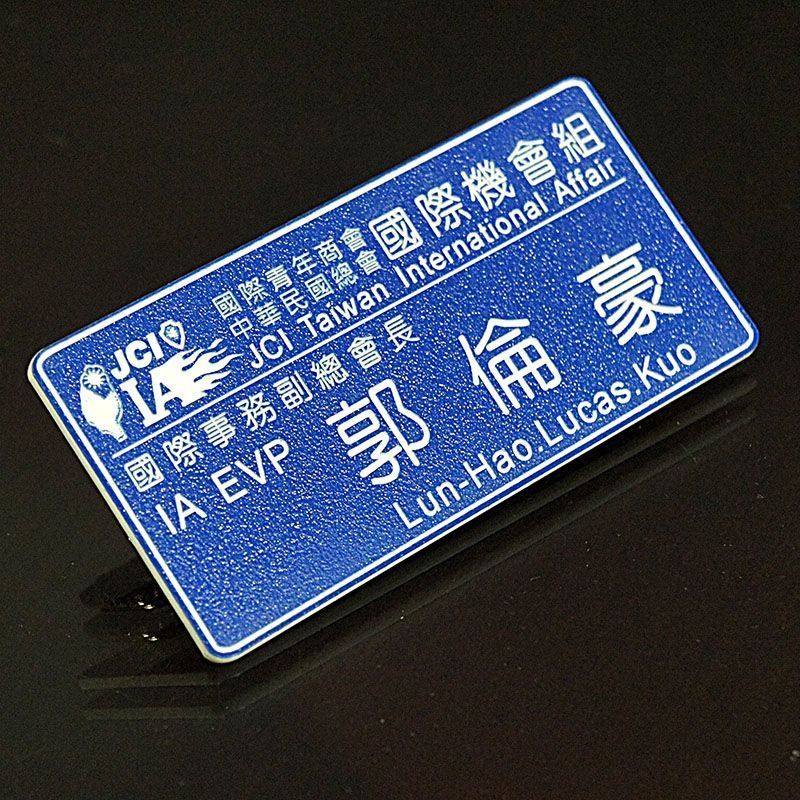 JCI
IA
國際青年商會
中華民國總會
國際機會組
JCI Taiwan International Affair
國際事務副總會長
IA EVP
郭倫豪
Lun-Hao.Lucas.Kuo